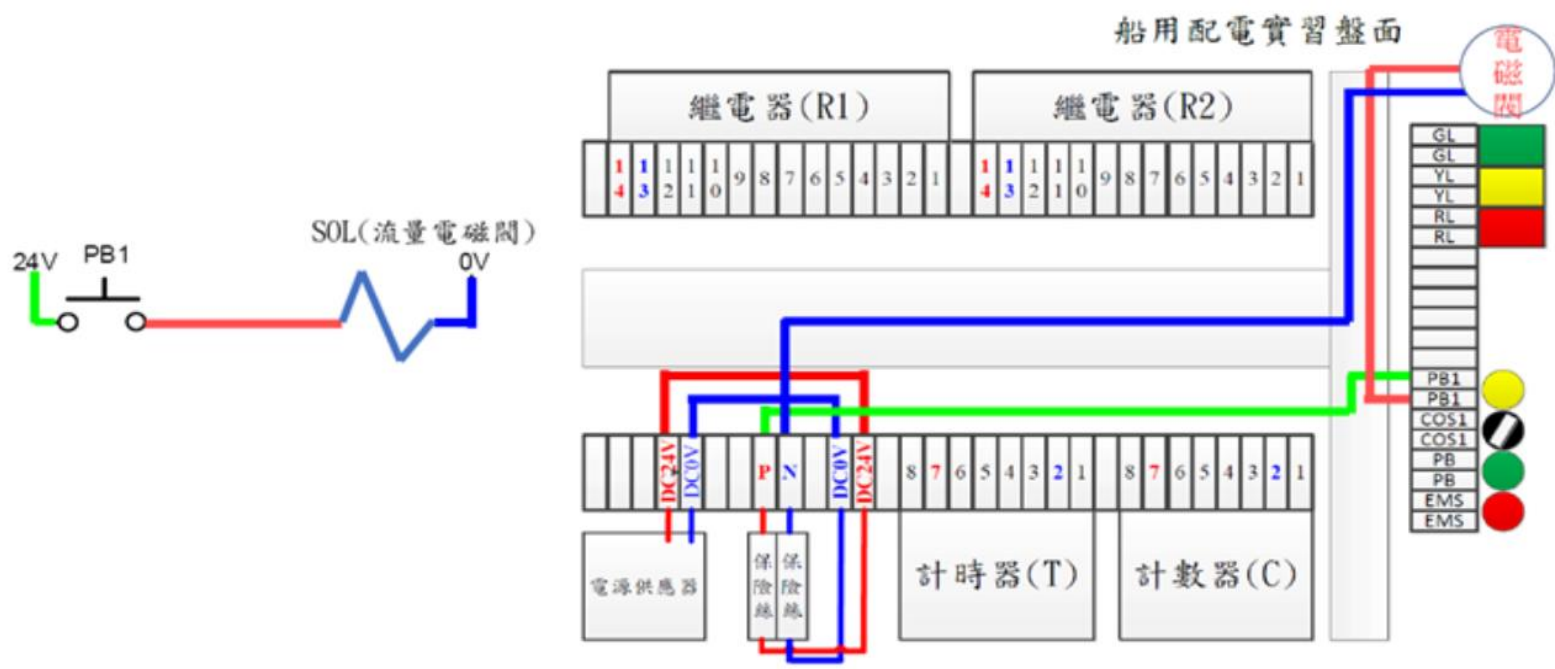 船用配電實習盤面
電磁閥
繼電器(R1)
繼電器(R2)
14 13 12 11 10 9 8 7 6 5 4 3 2 1
14 13 12 11 10 9 8 7 6 5 4 3 2 1
GL
GL
YL
YL
RL
RL
SOL(流量電磁閥)
24V
PB1
0V
PB1
PB1
COS1
COS1
PB
PB
EMS
EMS
DC24V DC0V P N DC0V DC24V
8 7 6 5 4 3 2 1
8 7 6 5 4 3 2 1
電源供應器
保險絲
保險絲
計時器(T)
計數器(C)